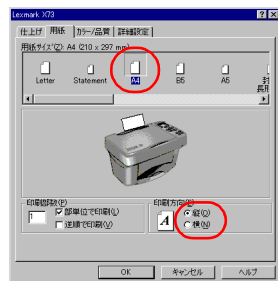 Lexmark X73
仕上げ 用紙 カラー/品質 詳細設定
用紙サイズ(Z): A4 (210 x 297 mm)
Letter Statement A4 B5 A5 封
長形
印刷部数(P) 印刷方向(R)
1 部単位で印刷(L) 縦(O)
逆順で印刷(V) A 横(N)
OK キャンセル ヘルプ